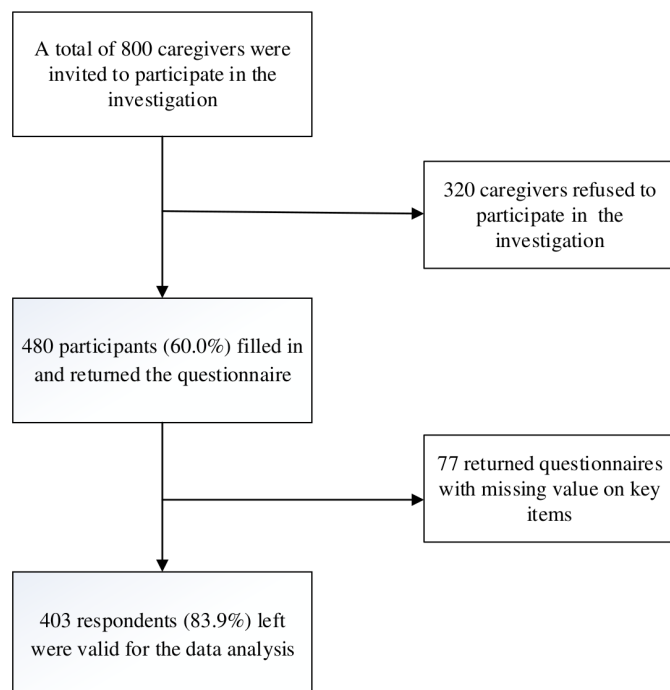 A total of 800 caregivers were
invited to participate in the
investigation
320 caregivers refused to
participate in the
investigation
480 participants (60.0%) filled in
and returned the questionnaire
77 returned questionnaires
with missing value on key
items
403 respondents (83.9%) left
were valid for the data analysis